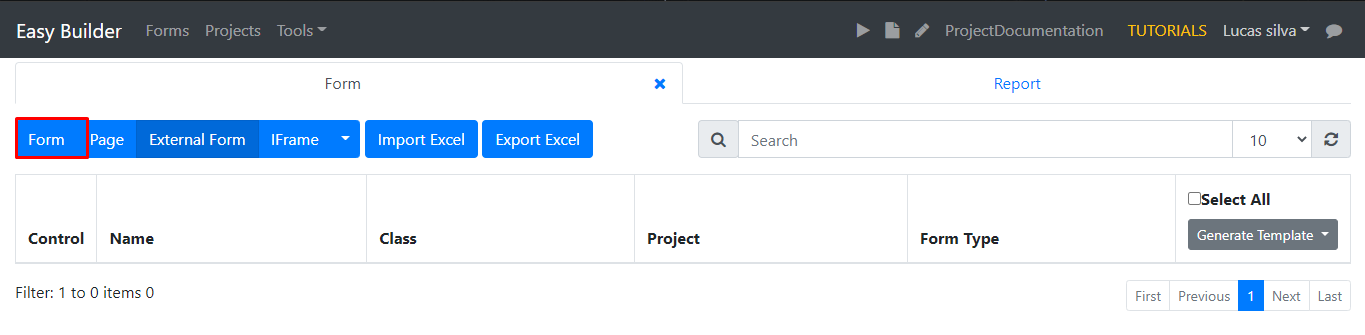 Easy Builder Forms Projects Tools ProjectDocumentation TUTORIALS Lucas silva
Form Report
Form Page External Form IFrame Import Excel Export Excel Search 10
Select All
Control Name Class Project Form Type Generate Template
Filter: 1 to 0 items 0 First Previous 1 Next Last